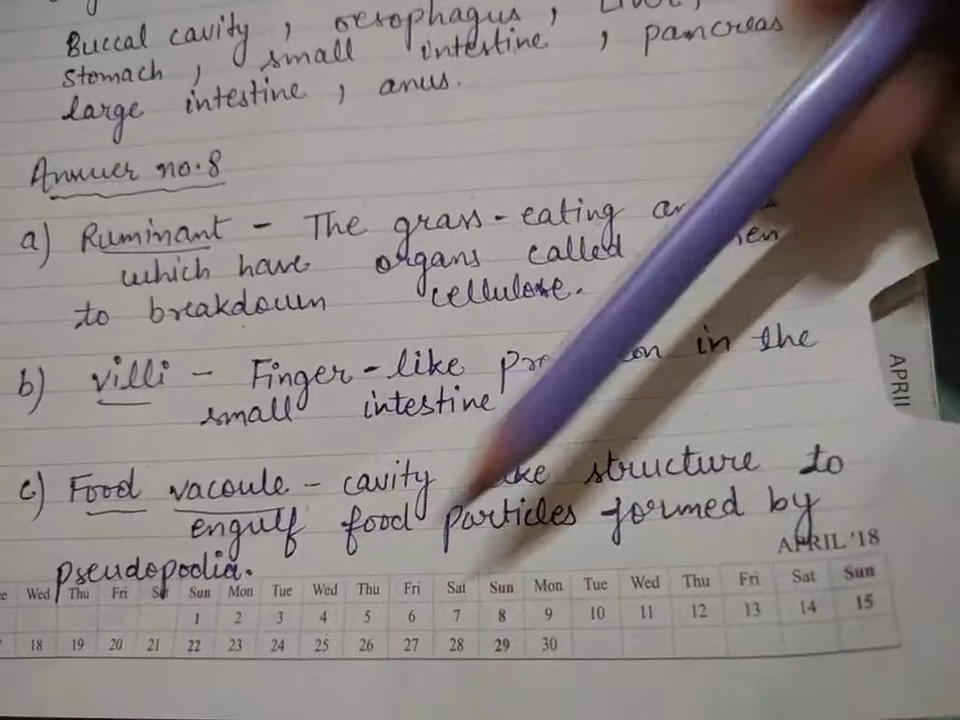 Buccal cavity, oesophagus,
stomach, small intestine, pancreas
large intestine, anus.
Answer no.8
a) Ruminant - The grass-eating
which have organs called
to breakdown cellulose.
b) villi - Finger-like in the
small intestine
c) Food vacoule - cavity structure to
engulf food particles formed by
pseudopodia.
APRIL
APRIL '18
Wed Thu Fri Sat Sun Mon Tue Wed Thu Fri Sat Sun Mon Tue Wed Thu Fri Sat Sun
1 2 3 4 5 6 7 8 9 10 11 12 13 14 15
18 19 20 21 22 23 24 25 26 27 28 29 30